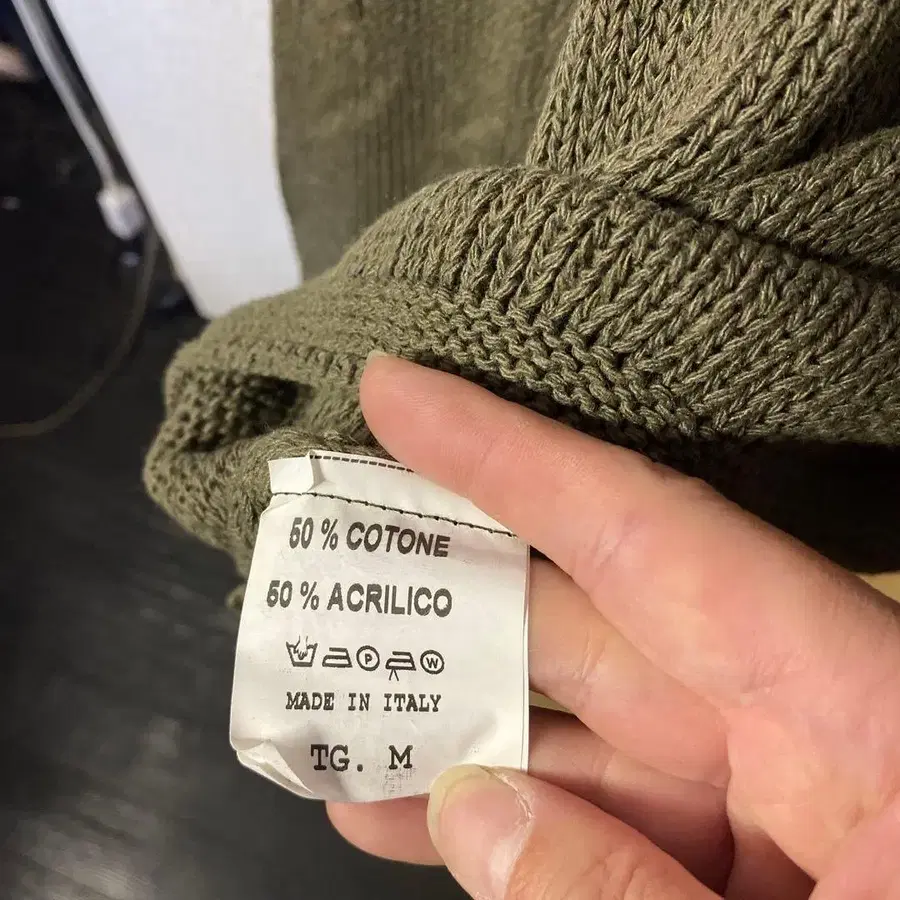 50 % COTONE
50 % ACRILICO
P W
MADE IN ITALY
TG. M